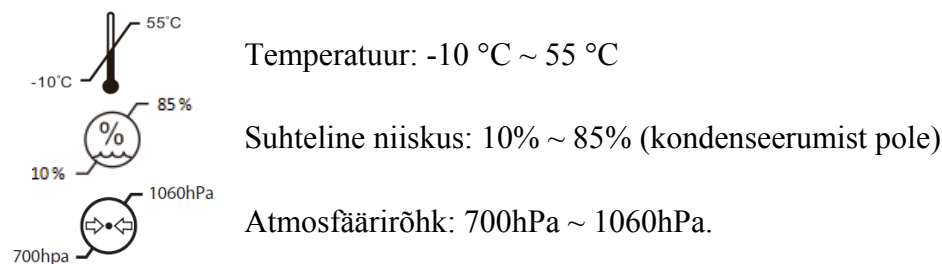 55°C
-10°C
Temperatuur: -10 °C ~ 55 °C
85 %
%
10 %
Suhteline niiskus: 10% ~ 85% (kondenseerumist pole)
1060hPa
700hpa
Atmosfäärirõhk: 700hPa ~ 1060hPa.